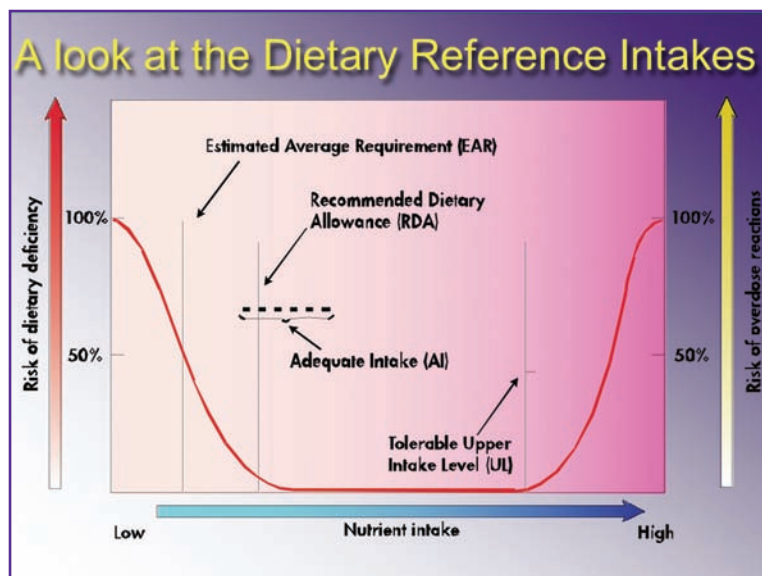 A look at the Dietary Reference Intakes
Estimated Average Requirement (EAR)
Recommended Dietary
Allowance (RDA)
100%
100%
Risk of dietary deficiency
Risk of overdose reactions
50%
50%
Adequate Intake (AI)
Tolerable Upper
Intake Level (UL)
Low
Nutrient intake
High